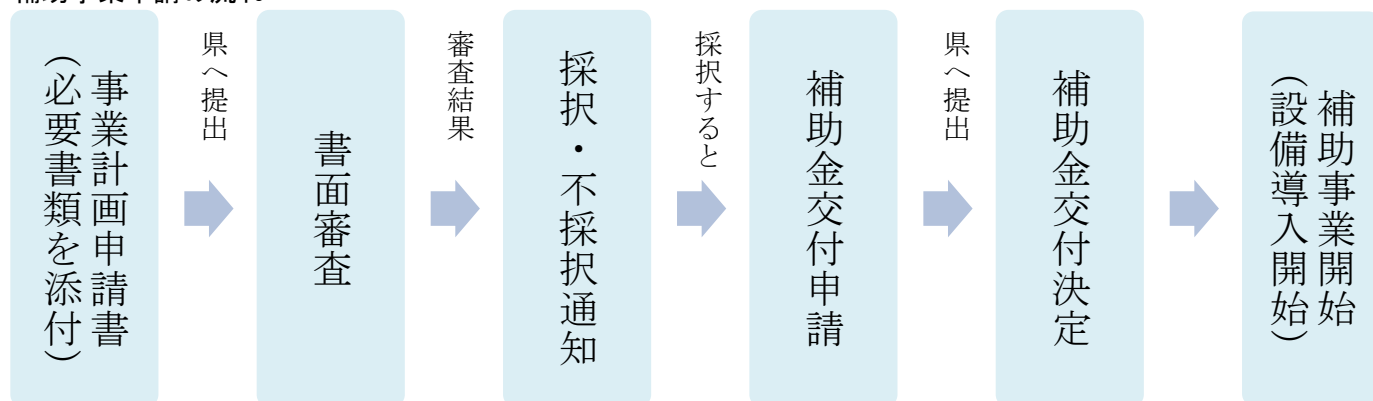 事業計画申請書
(必要書類を添付)
県へ提出
書面審査
審査結果
採択・不採択通知
採択すると
補助金交付申請
県へ提出
補助金交付決定
補助事業開始
(設備導入開始)